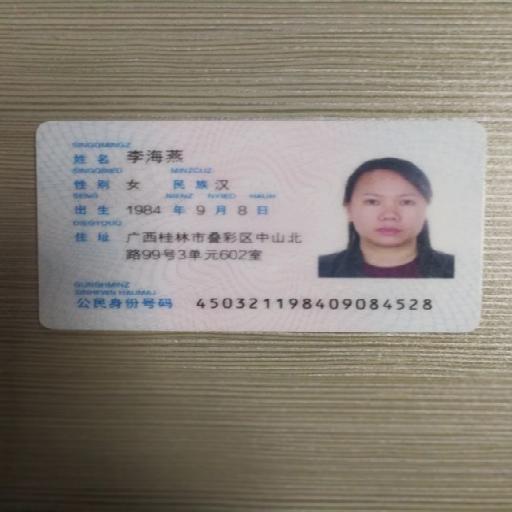 SINGQMINGZ
姓名 李海燕
SINGQBIED MINZCUZ
性别 女 民族 汉
SENG NIENZ NYIED HAUH
出生 1984 年 9 月 8 日
DIEGYOUQ
住址 广西桂林市叠彩区中山北
路99号3单元602室
GUNGHMINZ
SINHFWN HAUMAJ
公民身份号码 450321198409084528